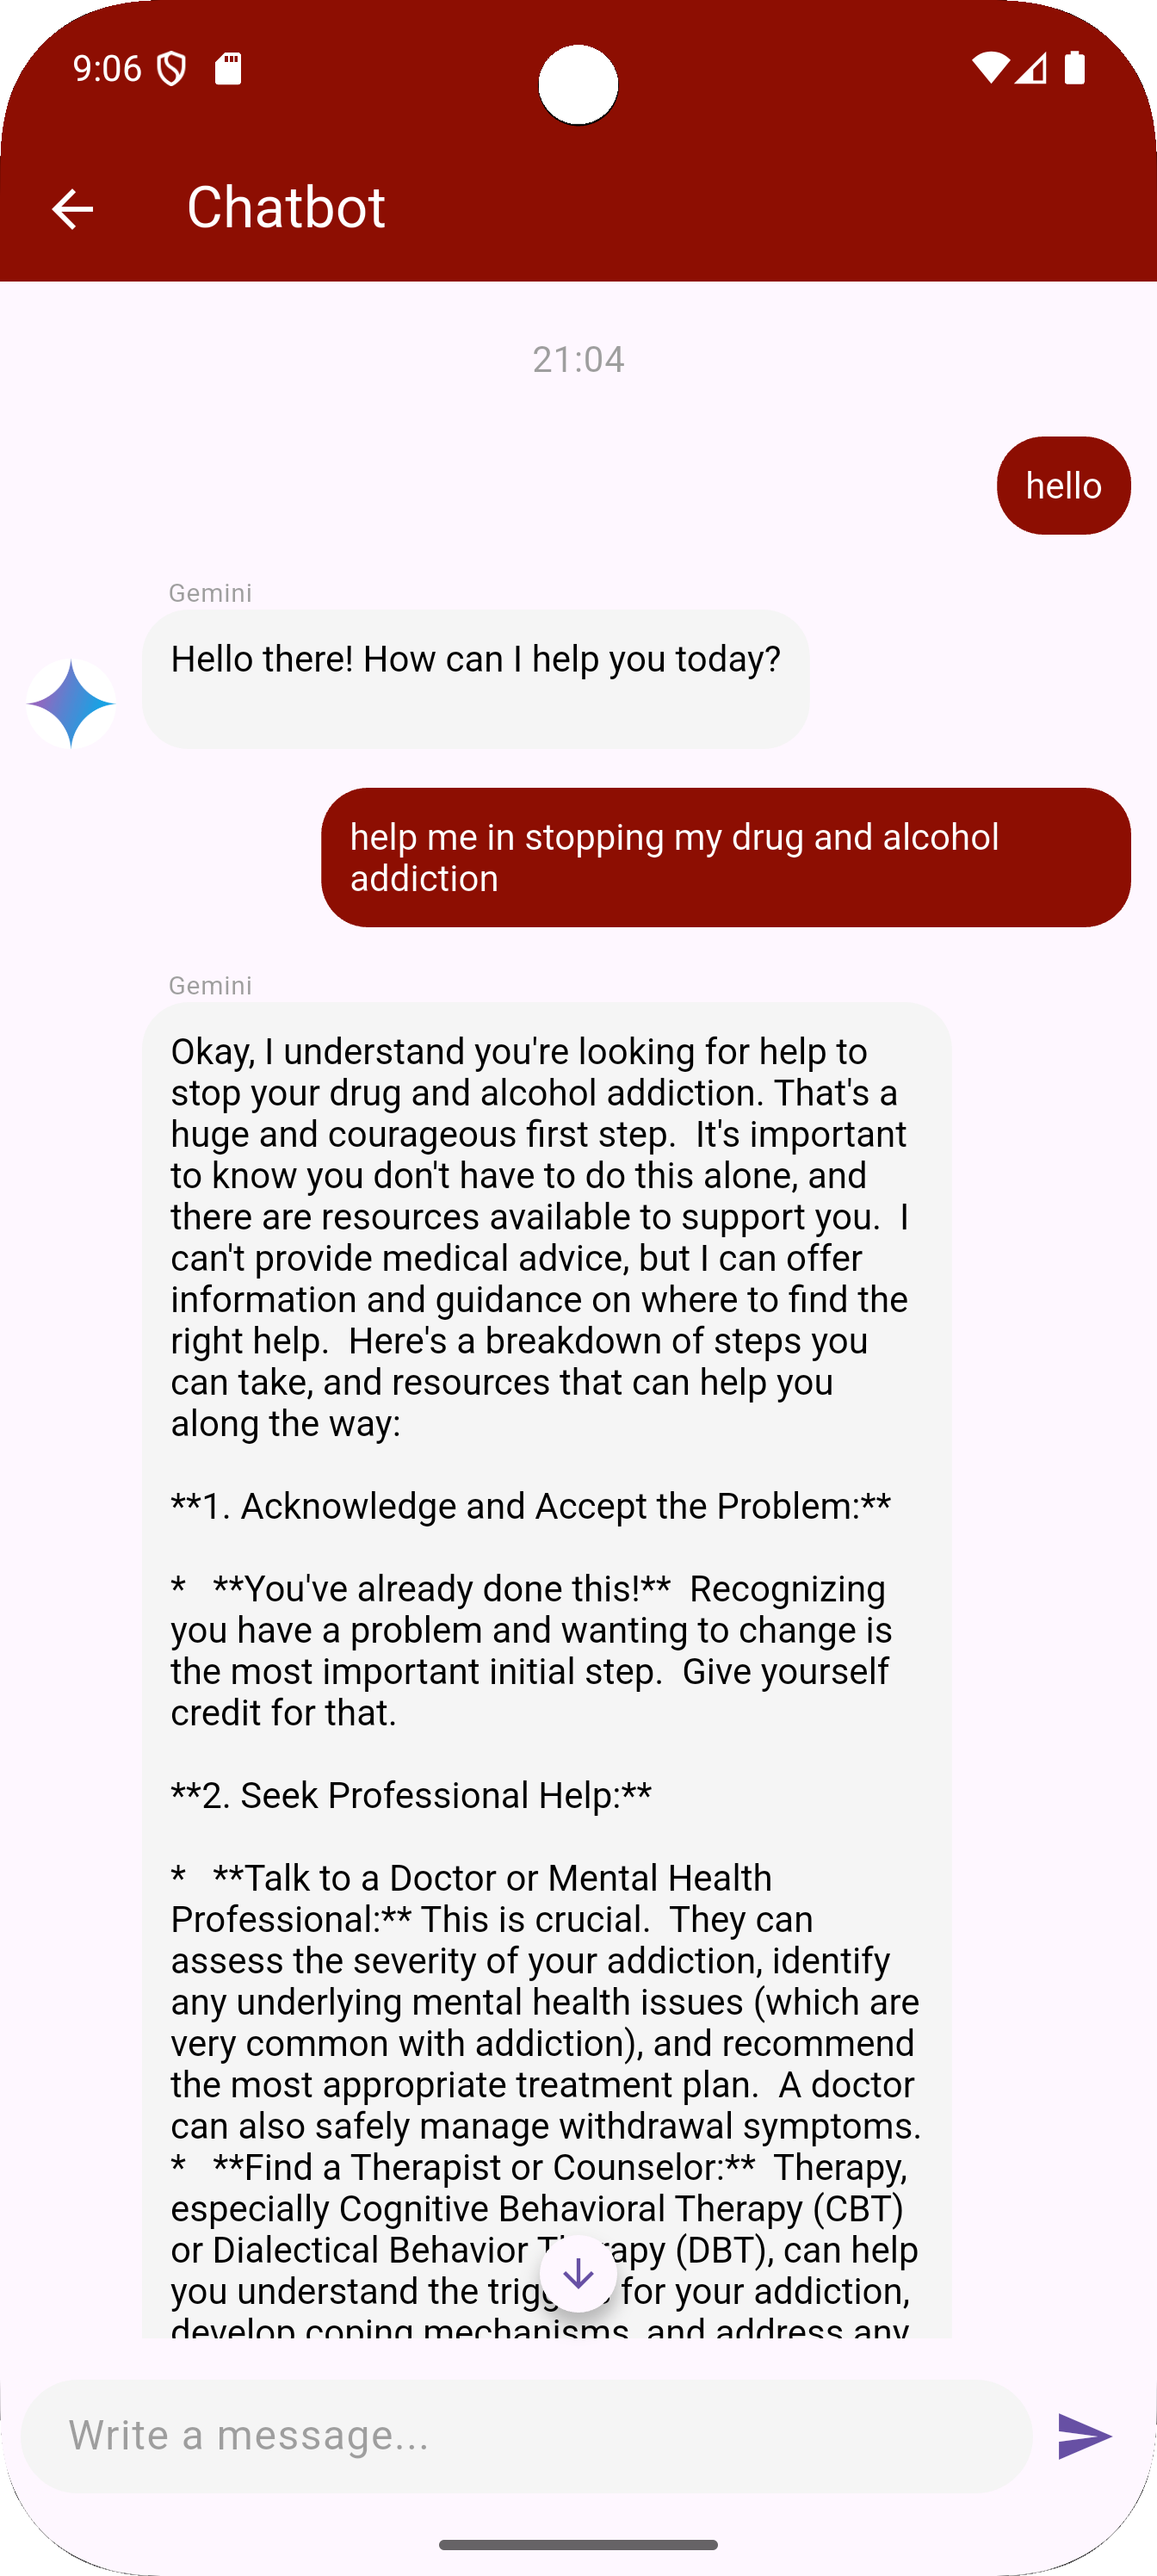 9:06
Chatbot
21:04
hello
Gemini
Hello there! How can I help you today?
help me in stopping my drug and alcohol
addiction
Gemini
Okay, I understand you're looking for help to
stop your drug and alcohol addiction. That's a
huge and courageous first step.  It's important
to know you don't have to do this alone, and
there are resources available to support you.  I
can't provide medical advice, but I can offer
information and guidance on where to find the
right help.  Here's a breakdown of steps you
can take, and resources that can help you
along the way:
**1. Acknowledge and Accept the Problem:**
*   **You've already done this!**  Recognizing
you have a problem and wanting to change is
the most important initial step.  Give yourself
credit for that.
**2. Seek Professional Help:**
*   **Talk to a Doctor or Mental Health
Professional:** This is crucial.  They can
assess the severity of your addiction, identify
any underlying mental health issues (which are
very common with addiction), and recommend
the most appropriate treatment plan.  A doctor
can also safely manage withdrawal symptoms.
*   **Find a Therapist or Counselor:**  Therapy,
especially Cognitive Behavioral Therapy (CBT)
or Dialectical Behavior Therapy (DBT), can help
you understand the triggers for your addiction,
develop coping mechanisms, and address any
Write a message...